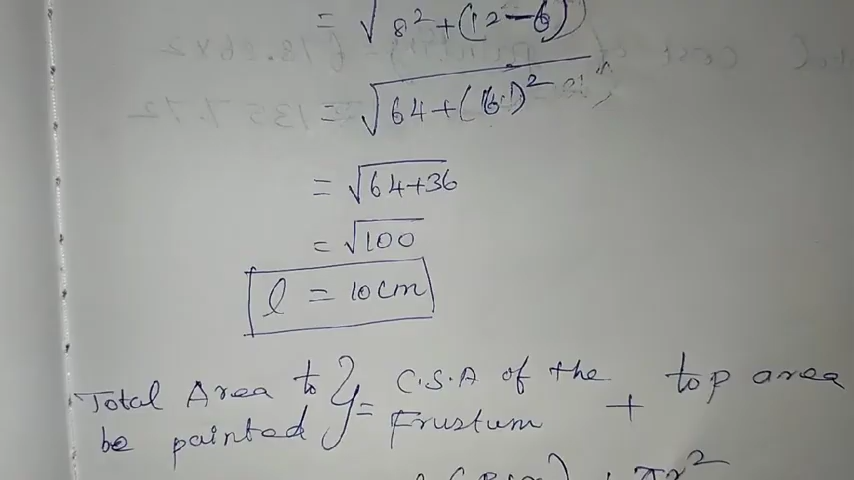 = √8² + (12-6)
= √64 + (6)²
= √64+36
= √100
l = 10cm
Total Area to be painted } = C.S.A of the Frustum + top area
πr²